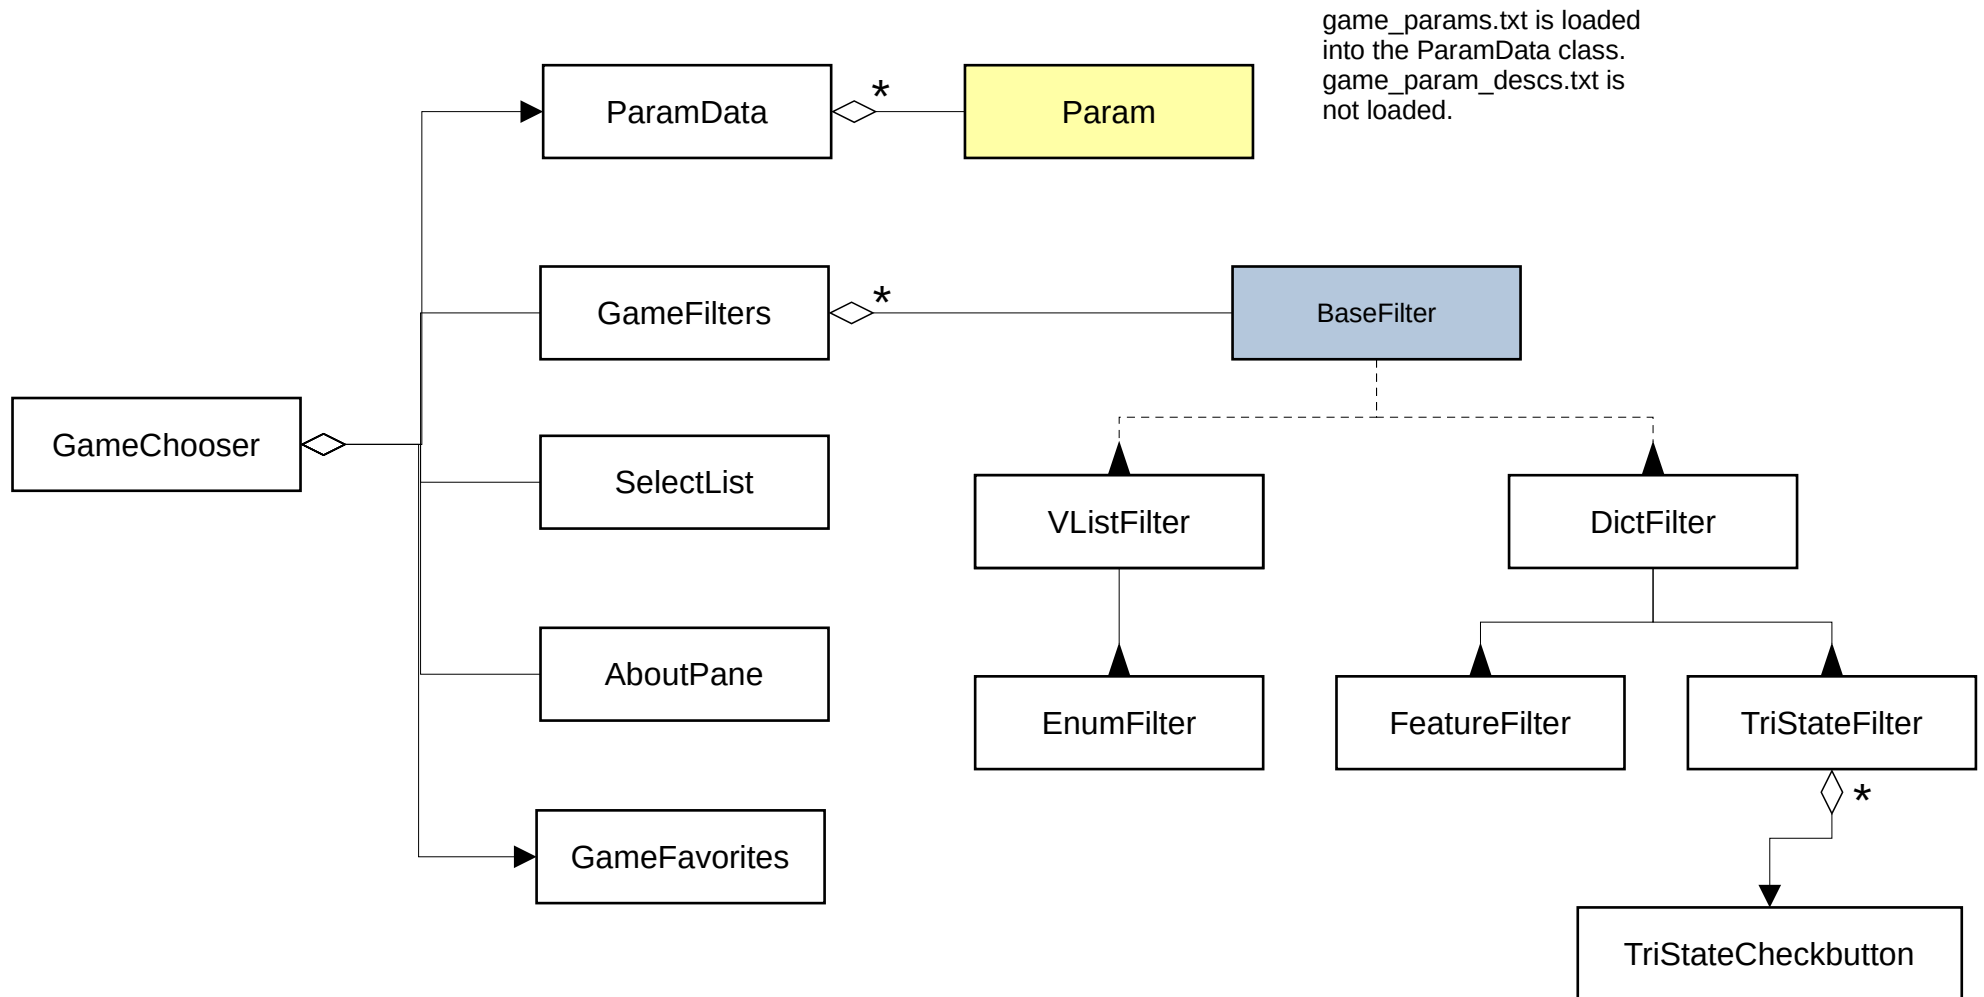 game_params.txt is loaded
into the ParamData class.
game_param_descs.txt is
not loaded.
ParamData
*
Param
GameFilters
*
BaseFilter
GameChooser
SelectList
VListFilter
DictFilter
AboutPane
EnumFilter
FeatureFilter
TriStateFilter
*
GameFavorites
TriStateCheckbutton